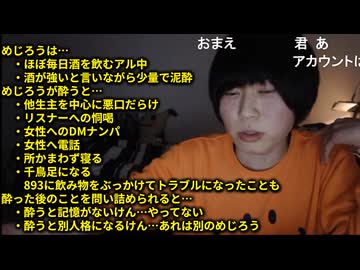 めじろうは…
・ほぼ毎日酒を飲むアル中
・酒が強いと言いながら少量で泥酔
めじろうが酔うと…
・他生主を中心に悪口だらけ
・リスナーへの恫喝
・女性へのDMナンパ
・女性へ電話
・所かまわず寝る
・千鳥足になる
893に飲み物をぶっかけてトラブルになったことも
酔った後のことを問い詰められると…
・酔うと記憶がないけん…やってない
・酔うと別人格になるけん…あれは別のめじろう
おまえ
君 あ
アカウントは